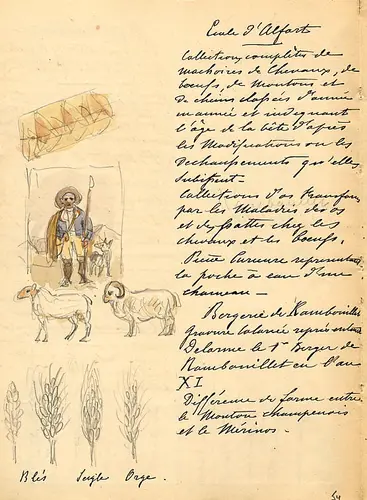 Ecole d'Alfort
Collections complètes de
machoires de Chevaux, de
boeufs, de Moutons et
de chiens classés d'année
en année et indiquant
l'âge de la bête d'après
les Modifications ou les
Dechaussements qu'elles
subissent
Collections d'os transformés
par les Maladies des os
et des pattes chez les
chevaux et les boeufs.
Pièce curieuse représentant
la poche à eau d'un
chameau —
Bergerie de Rambouillet
Gravure coloriée représentant
Delorme le 1er Berger de
Rambouillet en l'an
XI
Différence de forme entre
le Mouton champenois
et le Mérinos. -
Blés Seigle Orge.